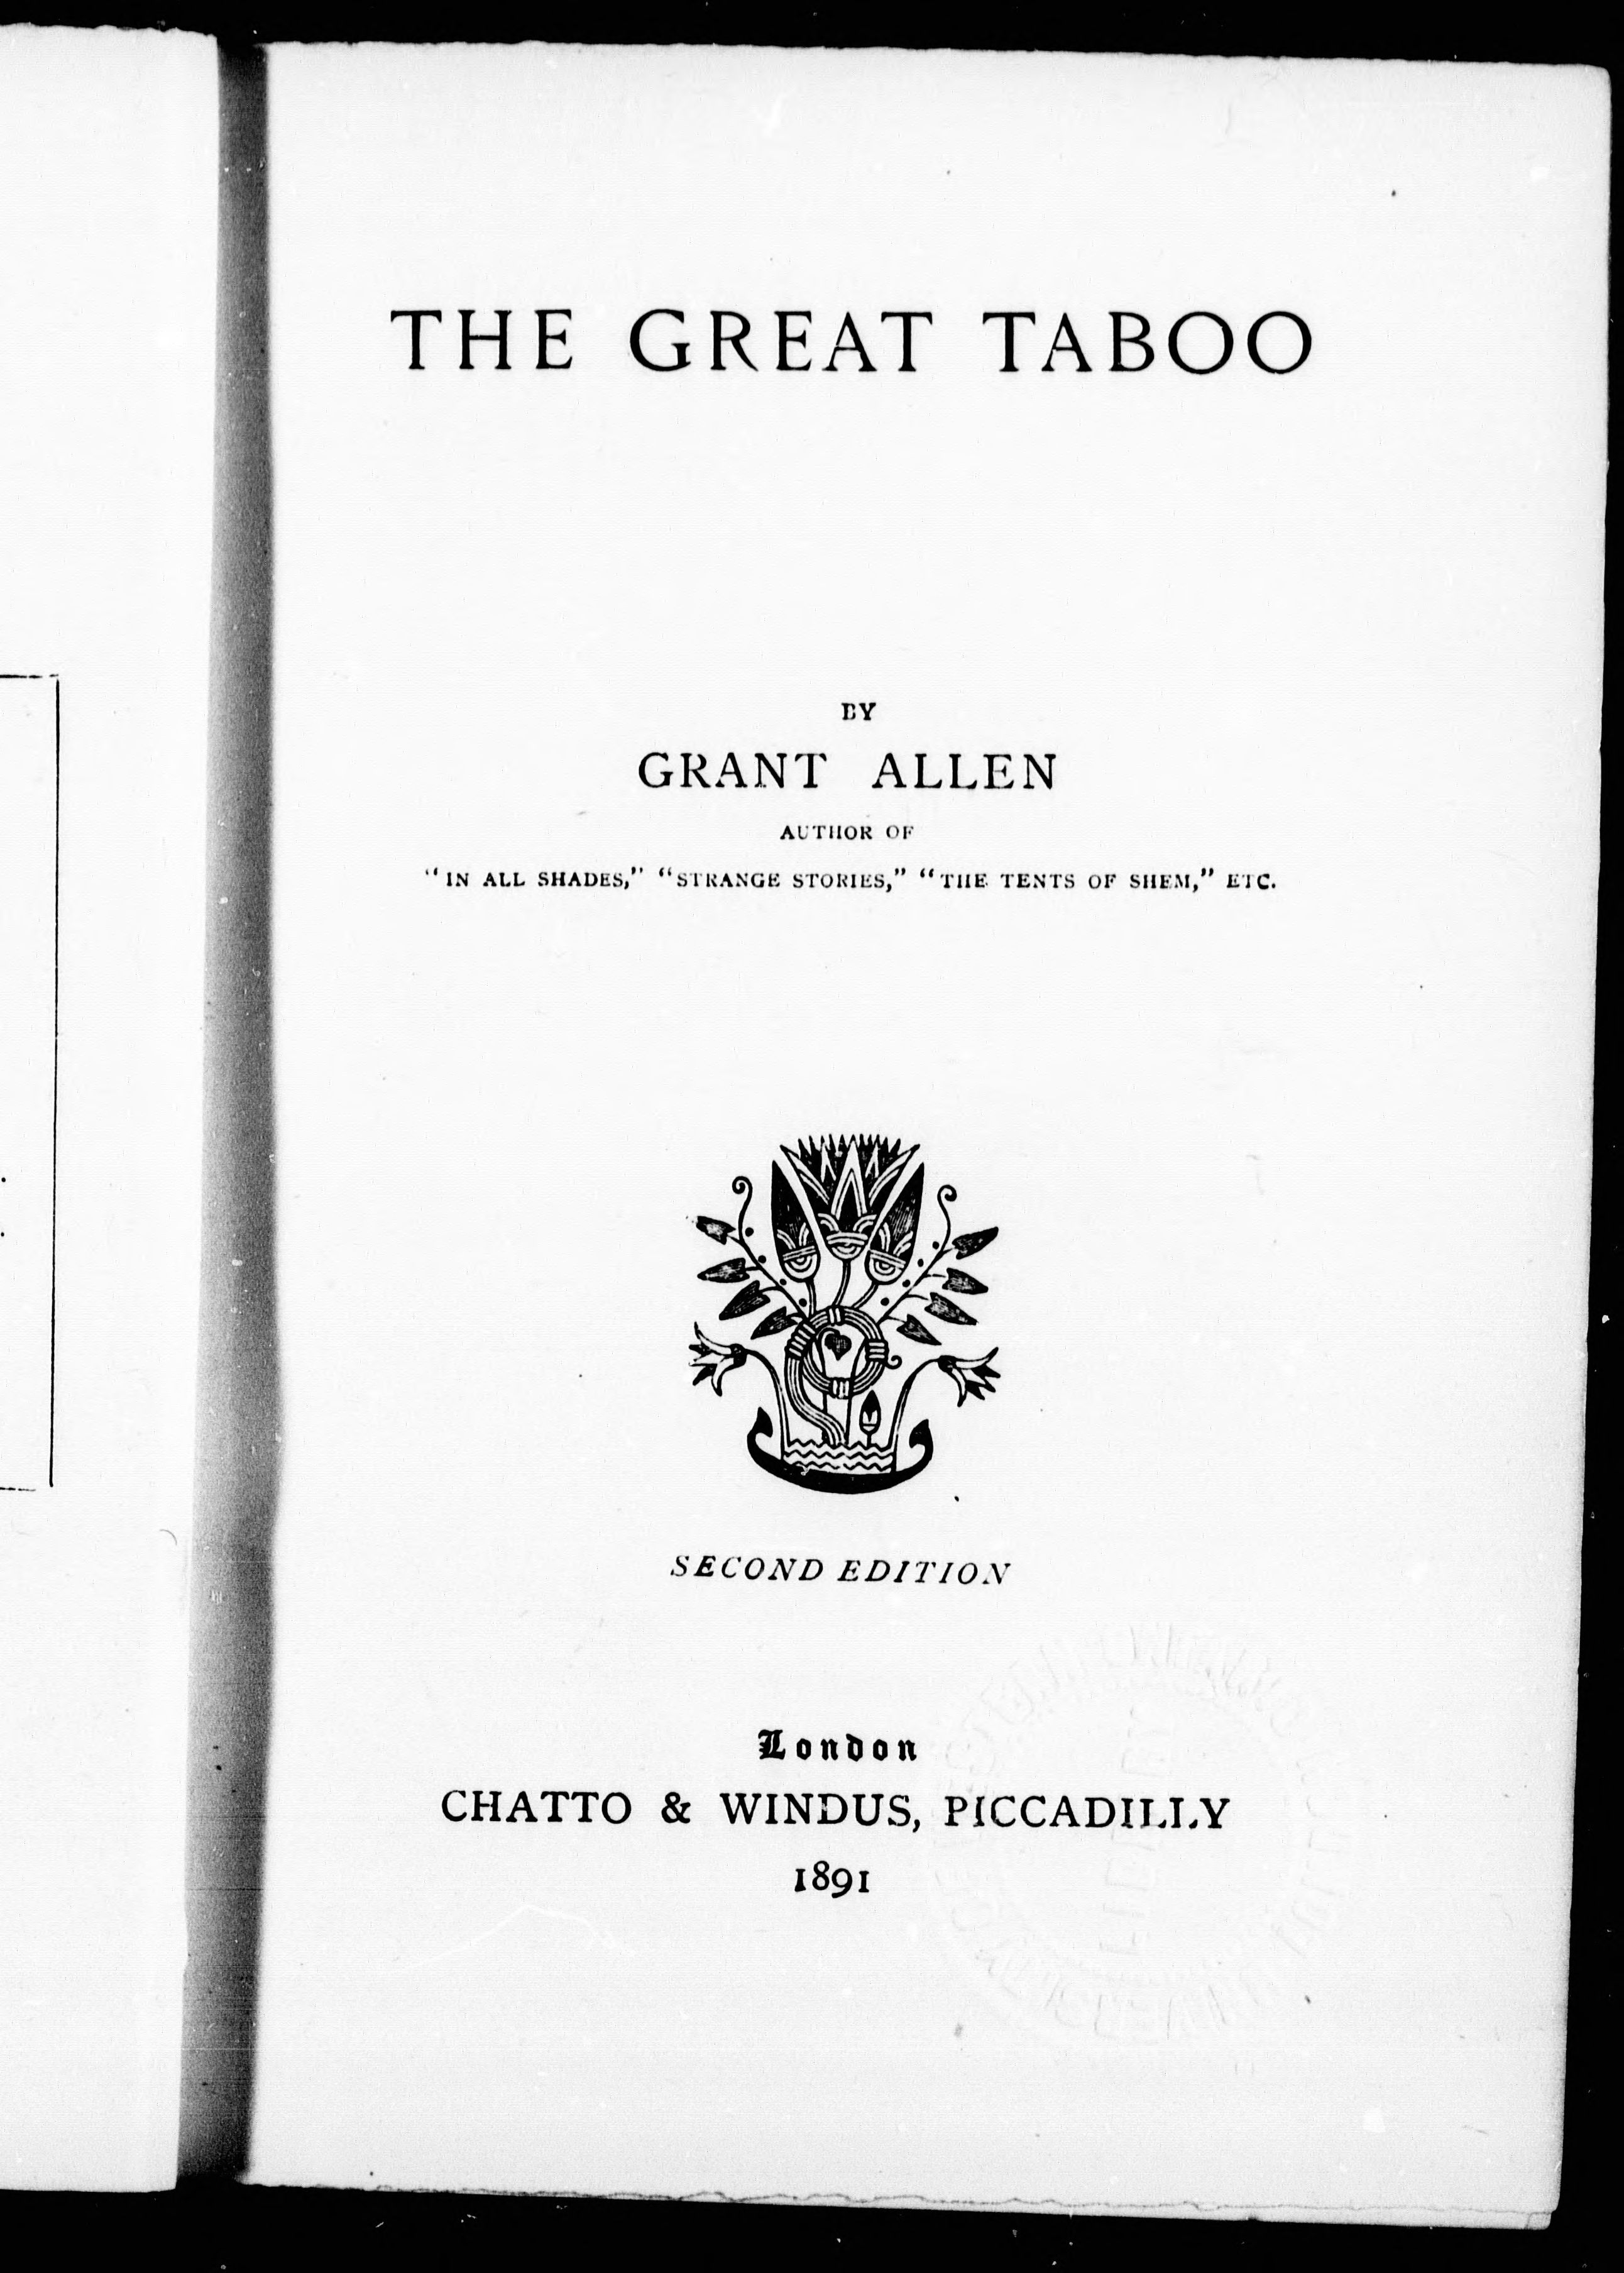 THE GREAT TABOO
BY
GRANT ALLEN
AUTHOR OF
“IN ALL SHADES,” “STRANGE STORIES,” “THE TENTS OF SHEM,” ETC.
SECOND EDITION
London
CHATTO & WINDUS, PICCADILLY
1891